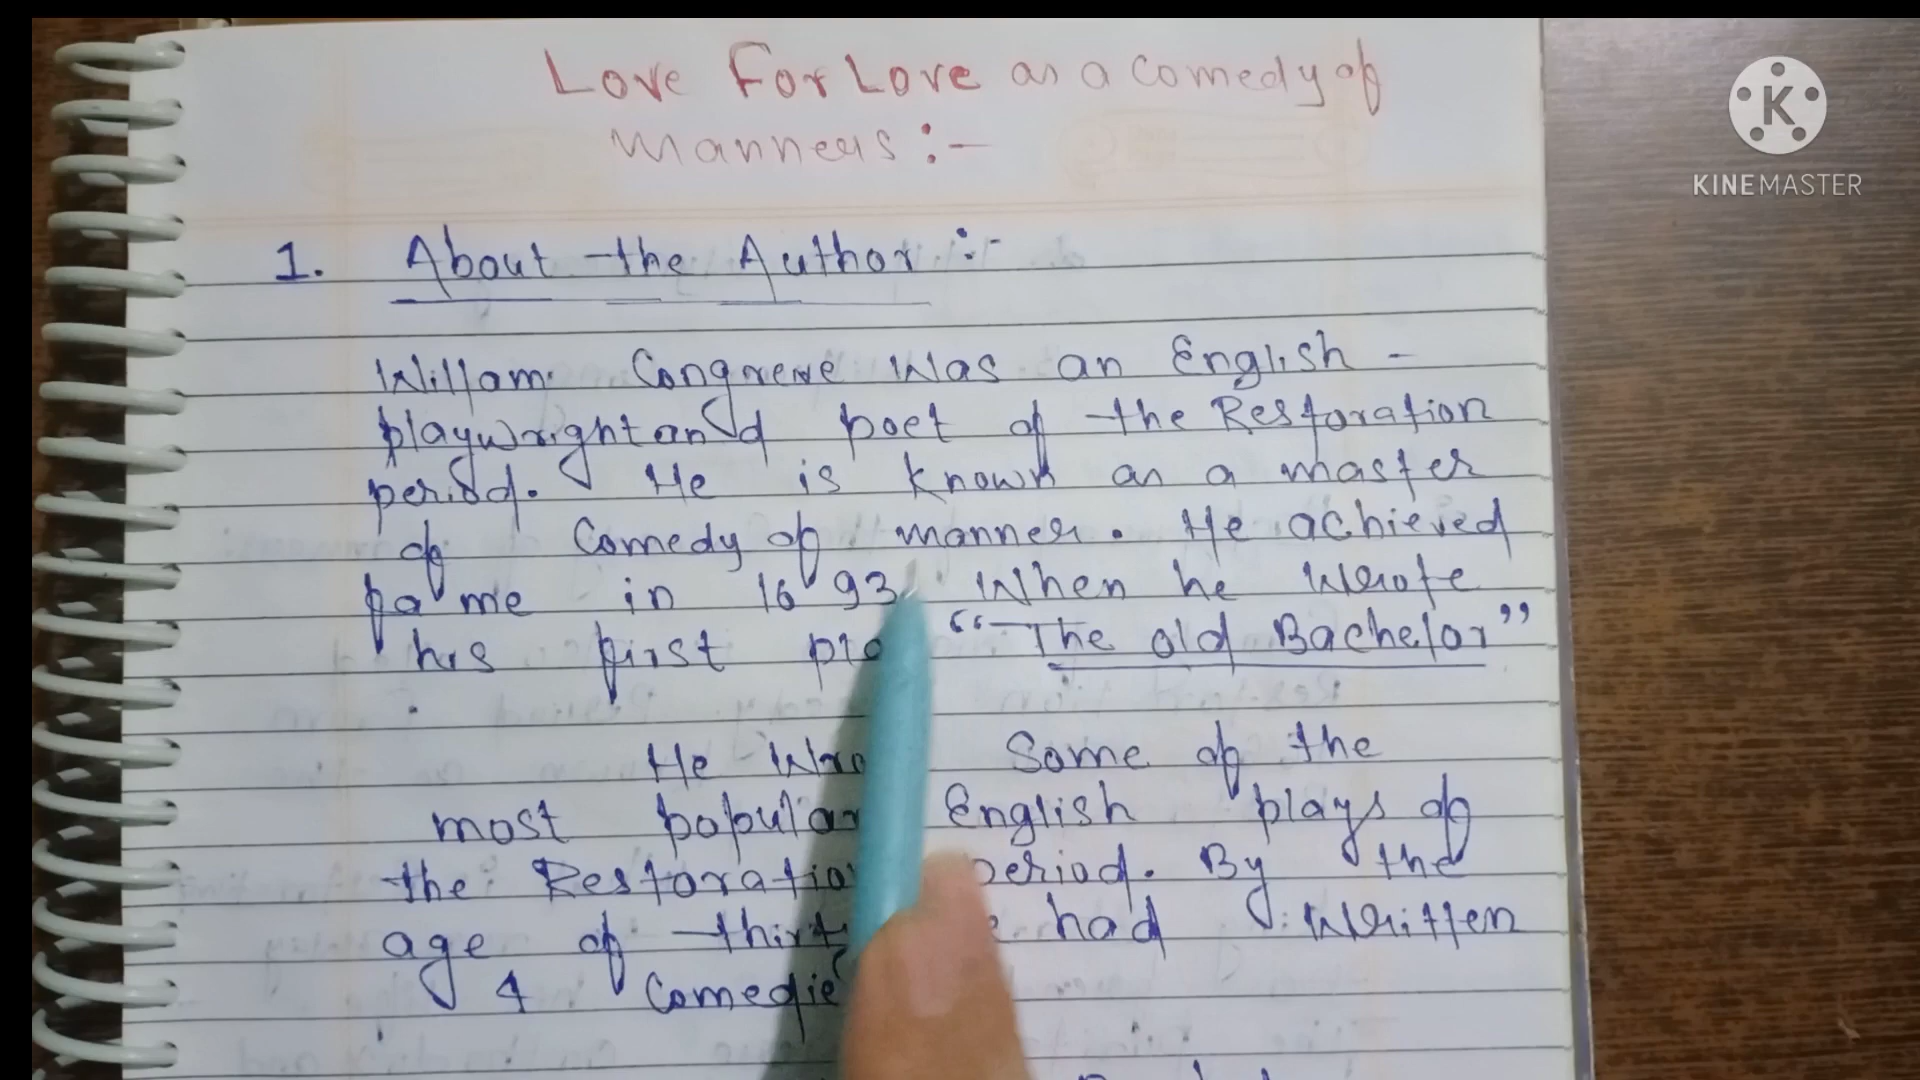 Love For Love as a Comedy of
Manners:-
K
KINEMASTER
1. About the Author :-
Willam Congreve Was an English -
playwright and poet of the Restoration
period. He is known as a master
of Comedy of manner. He achieved
fame in 1693. When he wrote
his first "The old Bachelor"
He Some of the
most popular English plays of
the Restoration period. By the
age of had written
4 Comedie